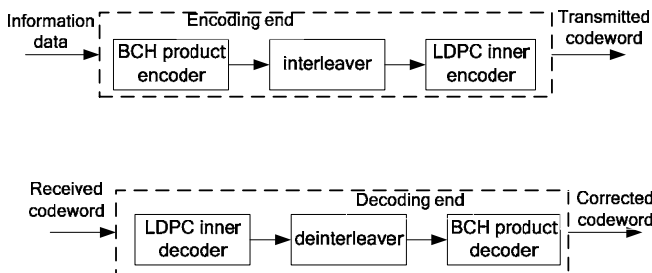 Information
data
Encoding end
BCH product
encoder
interleaver
LDPC inner
encoder
Transmitted
codeword
Received
codeword
Decoding end
LDPC inner
decoder
deinterleaver
BCH product
decoder
Corrected
codeword